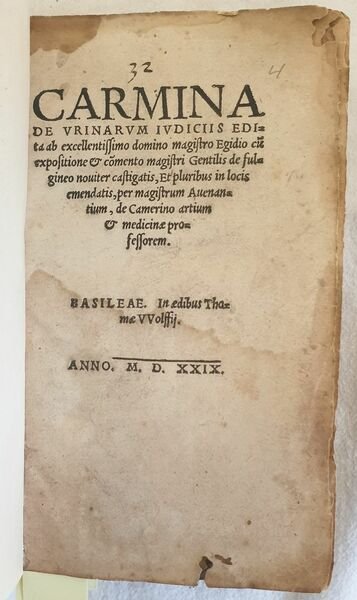 32
4
CARMINA
DE VRINARVM IVDICIIS EDI=
ta ab excellentissimo domino magistro Egidio cū
expositione & cōmento magistri Gentilis de ful=
gineo nouiter castigatis, Et pluribus in locis
emendatis, per magistrum Auenan=
tium, de Camerino artium
& medicinæ pro=
fessorem.
BASILEAE. In ædibus Tho=
mæ VVolffij.
ANNO. M. D. XXIX.